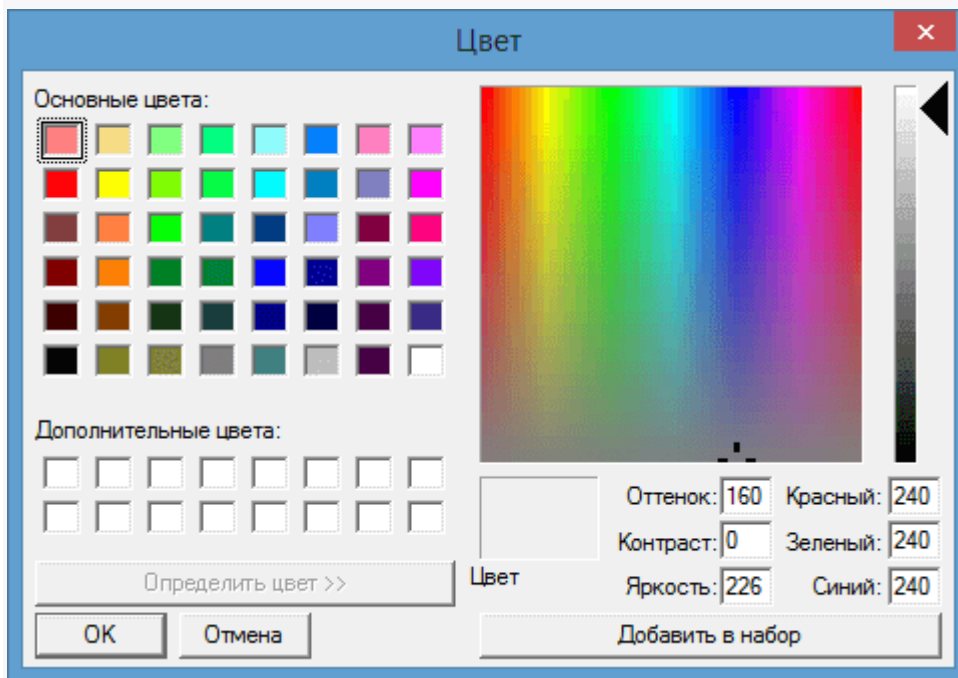 Цвет
Основные цвета:
Дополнительные цвета:
Определить цвет >>
OK
Отмена
Цвет
Оттенок: 160
Красный: 240
Контраст: 0
Зеленый: 240
Яркость: 226
Синий: 240
Добавить в набор